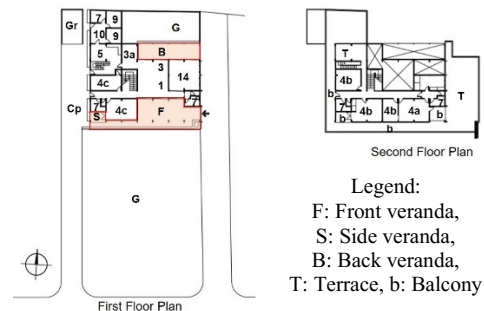 Gr
7 9
10 9
G
5
3a
B
4c
3
14
1
Cp
7
S
4c
F
7
G
First Floor Plan
T
4b
T
b
7 4b 4b 4a 7
b b
b
Second Floor Plan
Legend:
F: Front veranda,
S: Side veranda,
B: Back veranda,
T: Terrace, b: Balcony